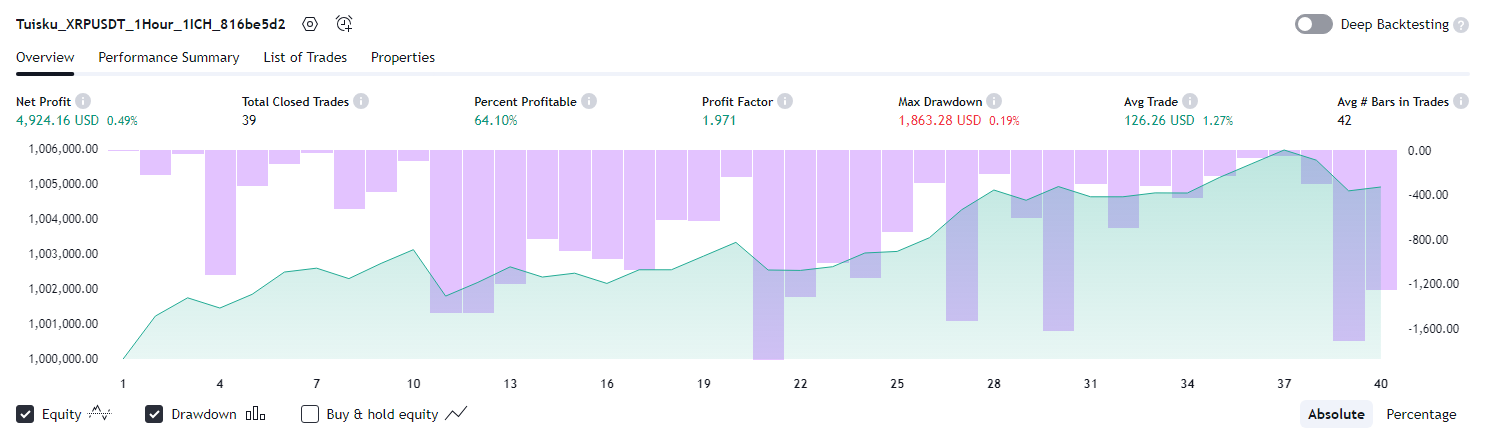 Tuisku_XRPUSDT_1Hour_1ICH_816be5d2
Deep Backtesting ?
Overview Performance Summary List of Trades Properties
Net Profit Total Closed Trades Percent Profitable Profit Factor Max Drawdown Avg Trade Avg # Bars in Trades
4,924.16 USD 0.49% 39 64.10% 1.971 1,863.28 USD 0.19% 126.26 USD 1.27% 42
1,006,000.00 0.00
1,005,000.00 -400.00
1,004,000.00 -800.00
1,003,000.00
1,002,000.00 -1,200.00
1,001,000.00 -1,600.00
1,000,000.00
1 4 7 10 13 16 19 22 25 28 31 34 37 40
Equity Drawdown Buy & hold equity Absolute Percentage